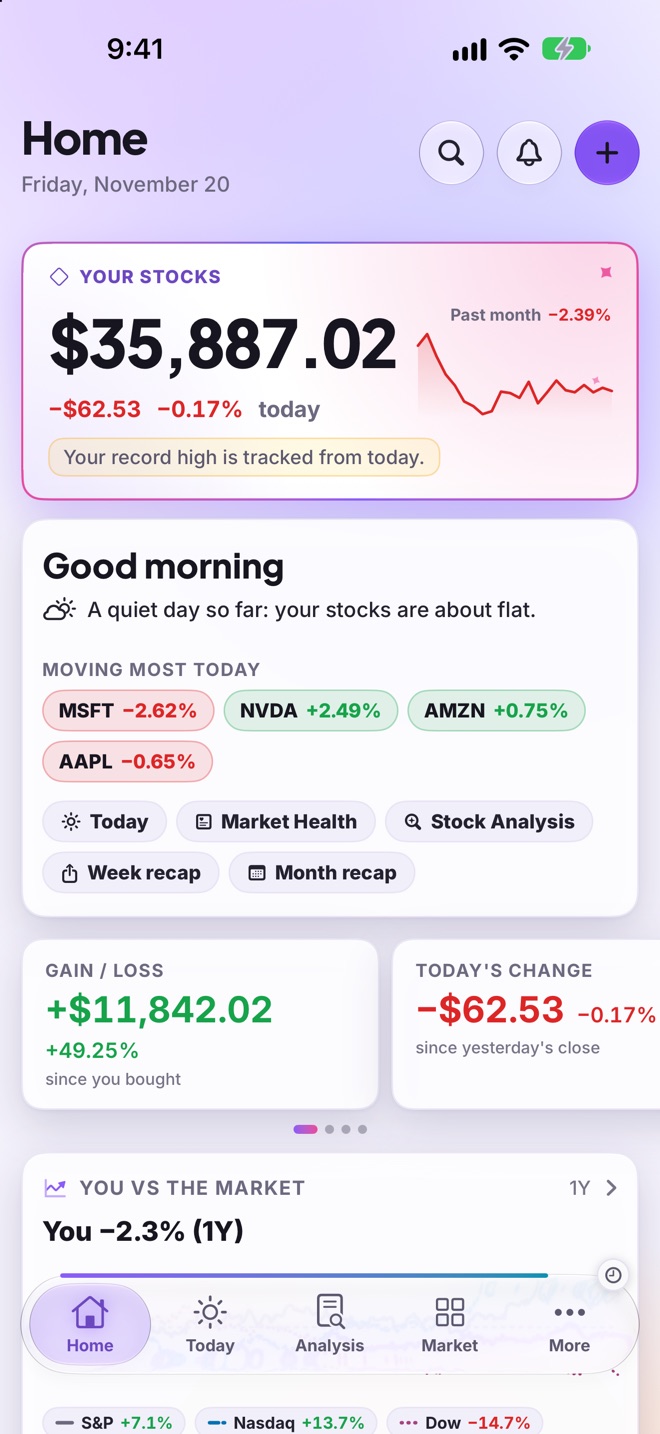 9:41
Home
Friday, November 20
YOUR STOCKS
Past month −2.39%
$35,887.02
−$62.53 −0.17% today
Your record high is tracked from today.
Good morning
A quiet day so far: your stocks are about flat.
MOVING MOST TODAY
MSFT −2.62%
NVDA +2.49%
AMZN +0.75%
AAPL −0.65%
Today
Market Health
Stock Analysis
Week recap
Month recap
GAIN / LOSS
+$11,842.02
+49.25%
since you bought
TODAY'S CHANGE
−$62.53 −0.17%
since yesterday's close
YOU VS THE MARKET
1Y
You −2.3% (1Y)
Home
Today
Analysis
Market
More
S&P +7.1%
Nasdaq +13.7%
Dow −14.7%